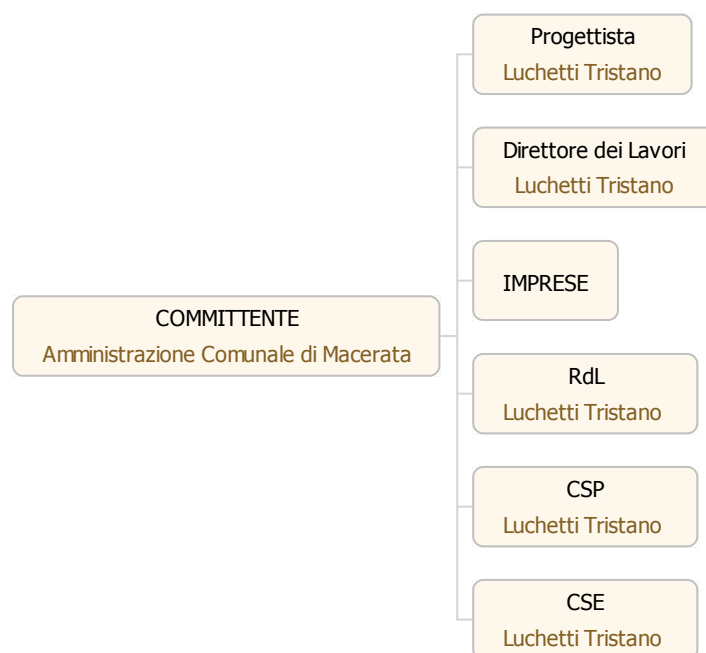 Progettista
Luchetti Tristano
Direttore dei Lavori
Luchetti Tristano
IMPRESE
COMMITTENTE
Amministrazione Comunale di Macerata
RdL
Luchetti Tristano
CSP
Luchetti Tristano
CSE
Luchetti Tristano